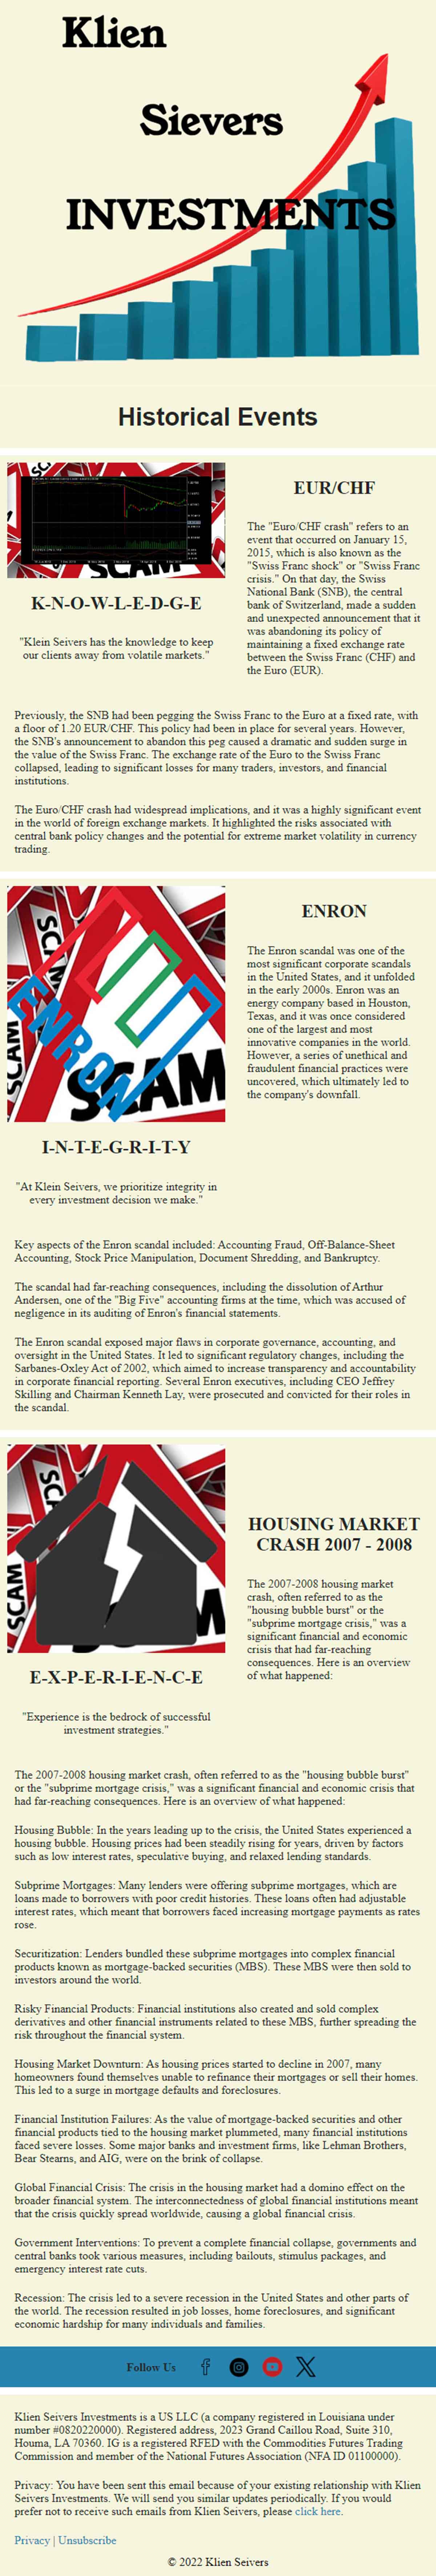 Klien
Sievers
INVESTMENTS
Historical Events
SCAM
K-N-O-W-L-E-D-G-E
"Klein Seivers has the knowledge to keep
our clients away from volatile markets."
EUR/CHF
The "Euro/CHF crash" refers to an
event that occurred on January 15,
2015, which is also known as the
"Swiss Franc shock" or "Swiss Franc
crisis." On that day, the Swiss
National Bank (SNB), the central
bank of Switzerland, made a sudden
and unexpected announcement that it
was abandoning its policy of
maintaining a fixed exchange rate
between the Swiss Franc (CHF) and
the Euro (EUR).
Previously, the SNB had been pegging the Swiss Franc to the Euro at a fixed rate, with
a floor of 1.20 EUR/CHF. This policy had been in place for several years. However,
the SNB's announcement to abandon this peg caused a dramatic and sudden surge in
the value of the Swiss Franc. The exchange rate of the Euro to the Swiss Franc
collapsed, leading to significant losses for many traders, investors, and financial
institutions.
The Euro/CHF crash had widespread implications, and it was a highly significant event
in the world of foreign exchange markets. It highlighted the risks associated with
central bank policy changes and the potential for extreme market volatility in currency
trading.
SCAM
ENRON
SCAM
SCAM
I-N-T-E-G-R-I-T-Y
"At Klein Seivers, we prioritize integrity in
every investment decision we make."
ENRON
The Enron scandal was one of the
most significant corporate scandals
in the United States, and it unfolded
in the early 2000s. Enron was an
energy company based in Houston,
Texas, and it was once considered
one of the largest and most
innovative companies in the world.
However, a series of unethical and
fraudulent financial practices were
uncovered, which ultimately led to
the company's downfall.
Key aspects of the Enron scandal included: Accounting Fraud, Off-Balance-Sheet
Accounting, Stock Price Manipulation, Document Shredding, and Bankruptcy.
The scandal had far-reaching consequences, including the dissolution of Arthur
Andersen, one of the "Big Five" accounting firms at the time, which was accused of
negligence in its auditing of Enron's financial statements.
The Enron scandal exposed major flaws in corporate governance, accounting, and
oversight in the United States. It led to significant regulatory changes, including the
Sarbanes-Oxley Act of 2002, which aimed to increase transparency and accountability
in corporate financial reporting. Several Enron executives, including CEO Jeffrey
Skilling and Chairman Kenneth Lay, were prosecuted and convicted for their roles in
the scandal.
SCAM
E-X-P-E-R-I-E-N-C-E
"Experience is the bedrock of successful
investment strategies."
HOUSING MARKET
CRASH 2007 - 2008
The 2007-2008 housing market
crash, often referred to as the
"housing bubble burst" or the
"subprime mortgage crisis," was a
significant financial and economic
crisis that had far-reaching
consequences. Here is an overview
of what happened:
The 2007-2008 housing market crash, often referred to as the "housing bubble burst"
or the "subprime mortgage crisis," was a significant financial and economic crisis that
had far-reaching consequences. Here is an overview of what happened:
Housing Bubble: In the years leading up to the crisis, the United States experienced a
housing bubble. Housing prices had been steadily rising for years, driven by factors
such as low interest rates, speculative buying, and relaxed lending standards.
Subprime Mortgages: Many lenders were offering subprime mortgages, which are
loans made to borrowers with poor credit histories. These loans often had adjustable
interest rates, which meant that borrowers faced increasing mortgage payments as rates
rose.
Securitization: Lenders bundled these subprime mortgages into complex financial
products known as mortgage-backed securities (MBS). These MBS were then sold to
investors around the world.
Risky Financial Products: Financial institutions also created and sold complex
derivatives and other financial instruments related to these MBS, further spreading the
risk throughout the financial system.
Housing Market Downturn: As housing prices started to decline in 2007, many
homeowners found themselves unable to refinance their mortgages or sell their homes.
This led to a surge in mortgage defaults and foreclosures.
Financial Institution Failures: As the value of mortgage-backed securities and other
financial products tied to the housing market plummeted, many financial institutions
faced severe losses. Some major banks and investment firms, like Lehman Brothers,
Bear Stearns, and AIG, were on the brink of collapse.
Global Financial Crisis: The crisis in the housing market had a domino effect on the
broader financial system. The interconnectedness of global financial institutions meant
that the crisis quickly spread worldwide, causing a global financial crisis.
Government Interventions: To prevent a complete financial collapse, governments and
central banks took various measures, including bailouts, stimulus packages, and
emergency interest rate cuts.
Recession: The crisis led to a severe recession in the United States and other parts of
the world. The recession resulted in job losses, home foreclosures, and significant
economic hardship for many individuals and families.
Follow Us
Klien Seivers Investments is a US LLC (a company registered in Louisiana under
number #0820220000). Registered address, 2023 Grand Caillou Road, Suite 310,
Houma, LA 70360. IG is a registered RFED with the Commodities Futures Trading
Commission and member of the National Futures Association (NFA ID 01100000).
Privacy: You have been sent this email because of your existing relationship with Klien
Seivers Investments. We will send you similar updates periodically. If you would
prefer not to receive such emails from Klien Seivers, please click here.
Privacy | Unsubscribe
© 2022 Klien Seivers